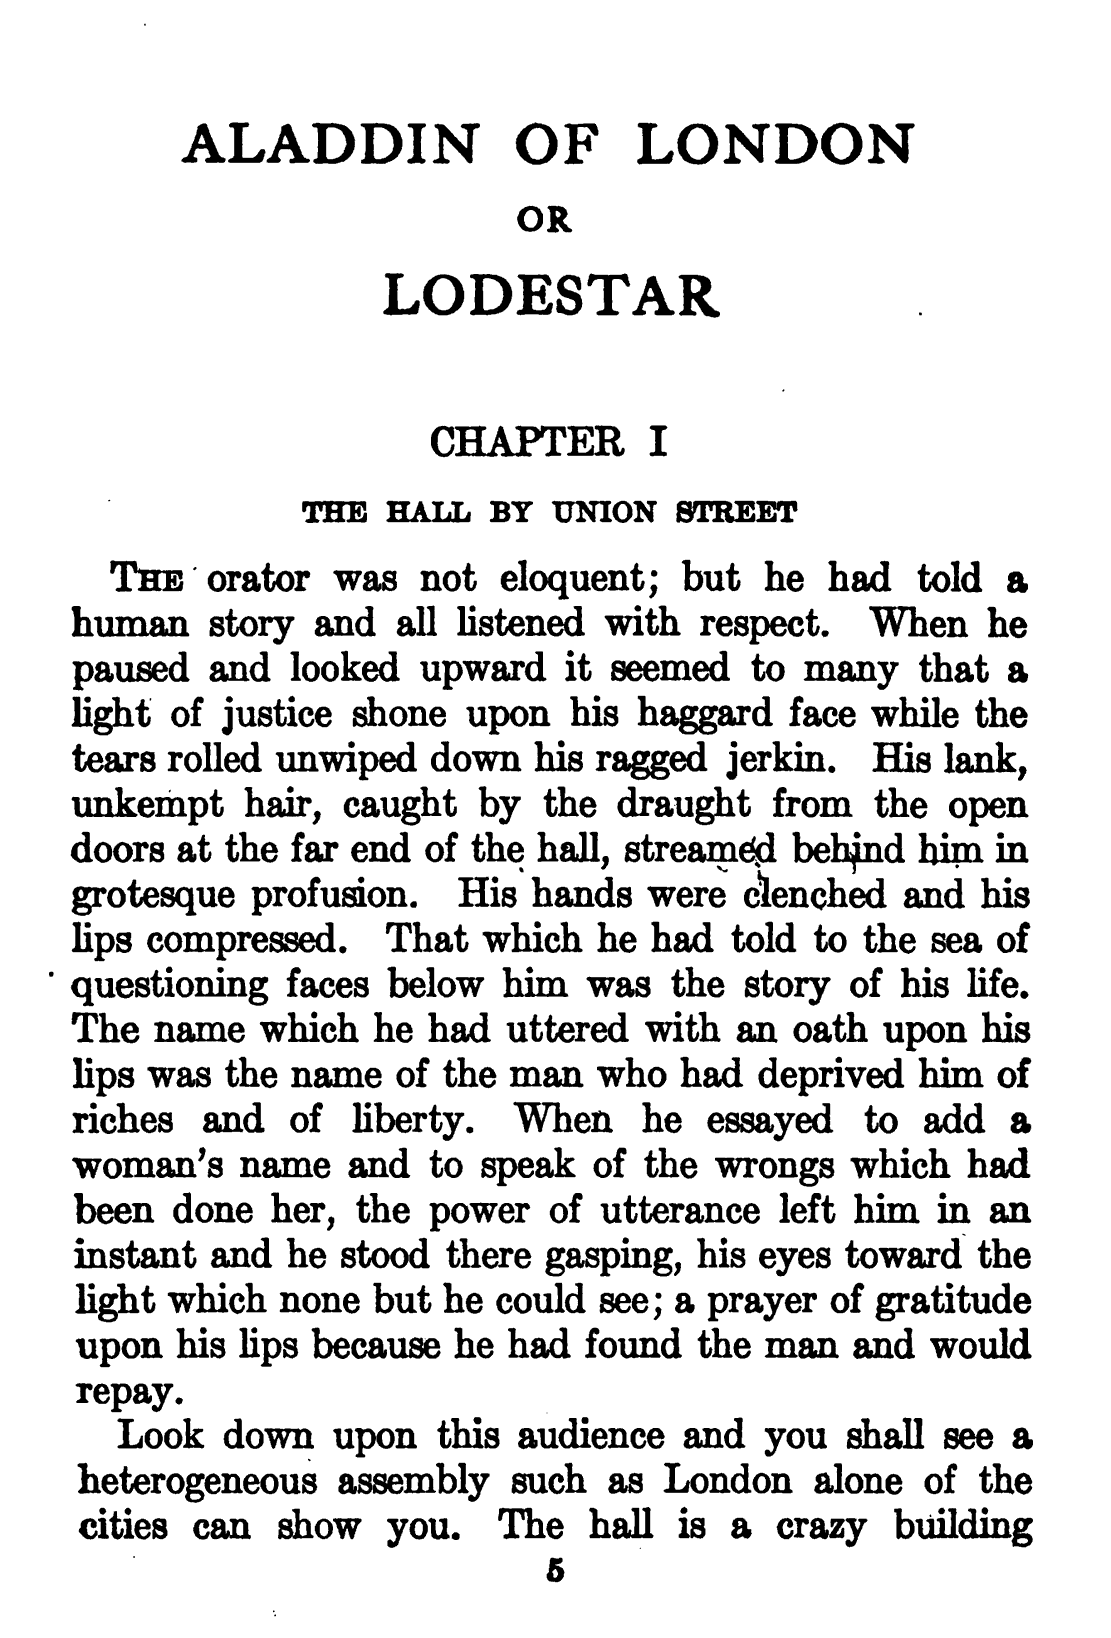 ALADDIN OF LONDON
OR
LODESTAR
CHAPTER I
THE HALL BY UNION STREET
THE orator was not eloquent; but he had told a
human story and all listened with respect. When he
paused and looked upward it seemed to many that a
light of justice shone upon his haggard face while the
tears rolled unwiped down his ragged jerkin. His lank,
unkempt hair, caught by the draught from the open
doors at the far end of the hall, streamed behind him in
grotesque profusion. His hands were clenched and his
lips compressed. That which he had told to the sea of
questioning faces below him was the story of his life.
The name which he had uttered with an oath upon his
lips was the name of the man who had deprived him of
riches and of liberty. When he essayed to add a
woman's name and to speak of the wrongs which had
been done her, the power of utterance left him in an
instant and he stood there gasping, his eyes toward the
light which none but he could see; a prayer of gratitude
upon his lips because he had found the man and would
repay.
Look down upon this audience and you shall see a
heterogeneous assembly such as London alone of the
cities can show you. The hall is a crazy building
5